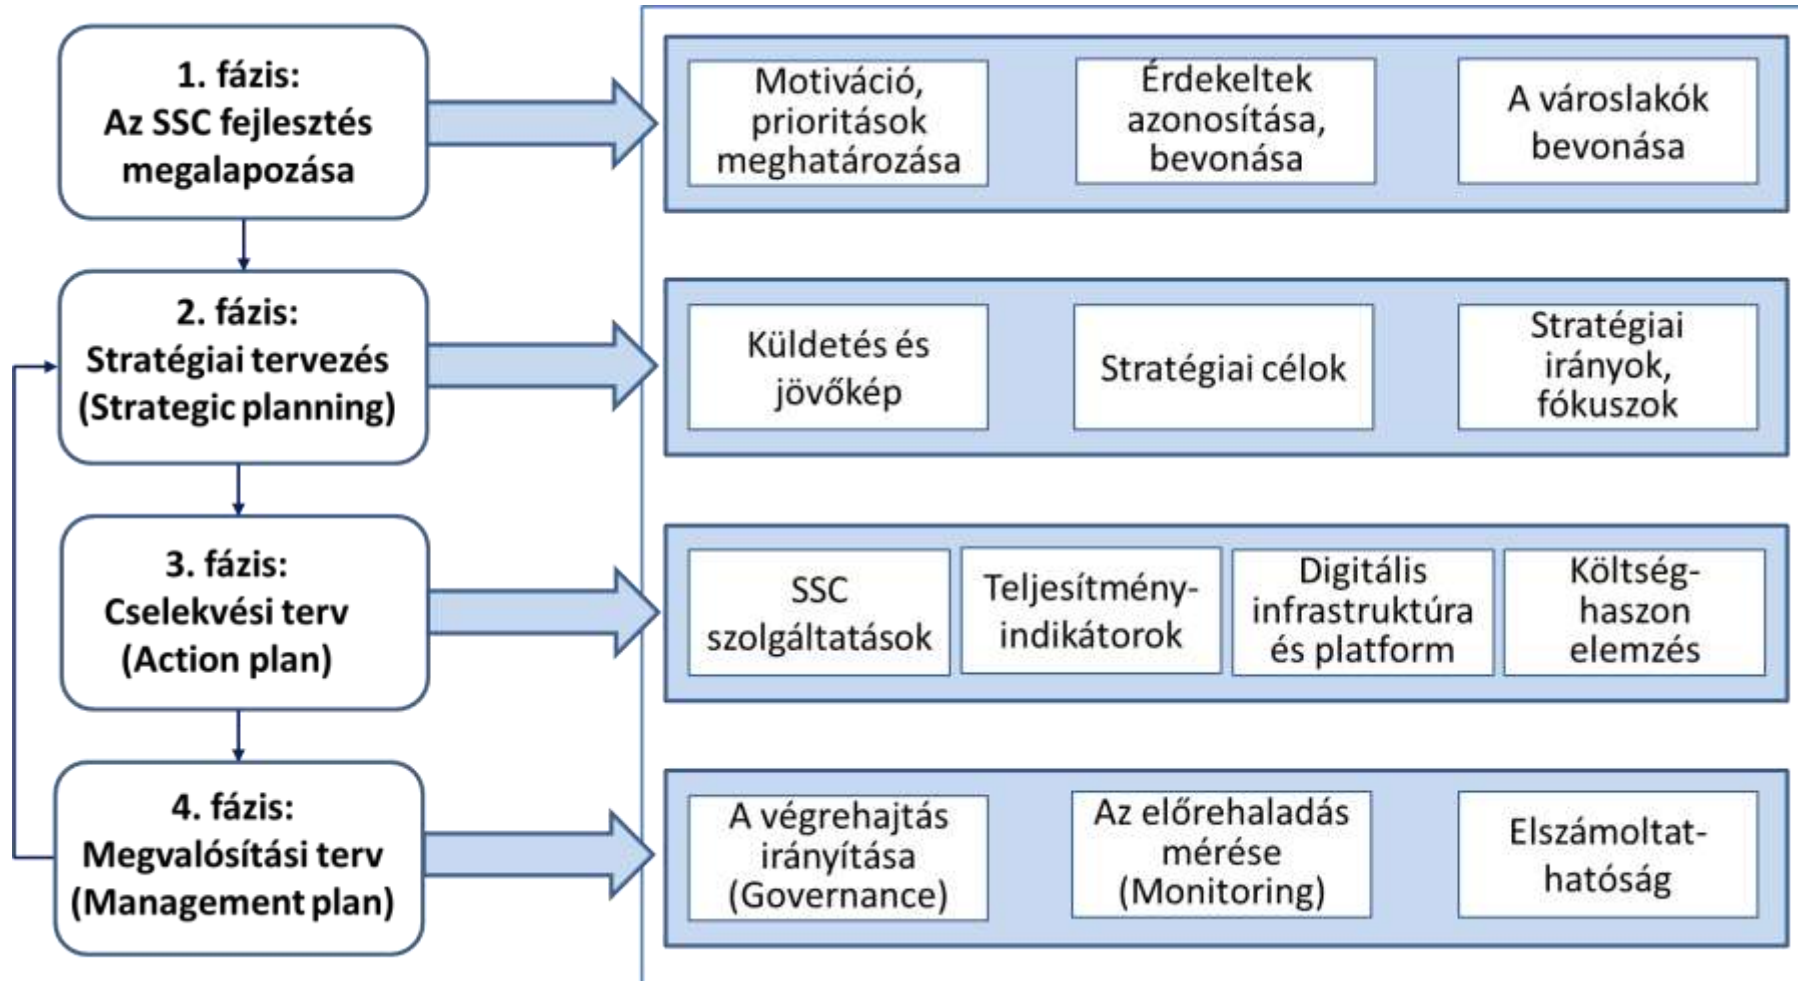 1. fázis:
Az SSC fejlesztés
megalapozása
Motiváció,
prioritások
meghatározása
Érdekeltek
azonosítása,
bevonása
A városlakók
bevonása
2. fázis:
Stratégiai tervezés
(Strategic planning)
Küldetés és
jövőkép
Stratégiai célok
Stratégiai
irányok,
fókuszok
3. fázis:
Cselekvési terv
(Action plan)
SSC
szolgáltatások
Teljesítmény-
indikátorok
Digitális
infrastruktúra
és platform
Költség-
haszon
elemzés
4. fázis:
Megvalósítási terv
(Management plan)
A végrehajtás
irányítása
(Governance)
Az előrehaladás
mérése
(Monitoring)
Elszámoltat-
hatóság